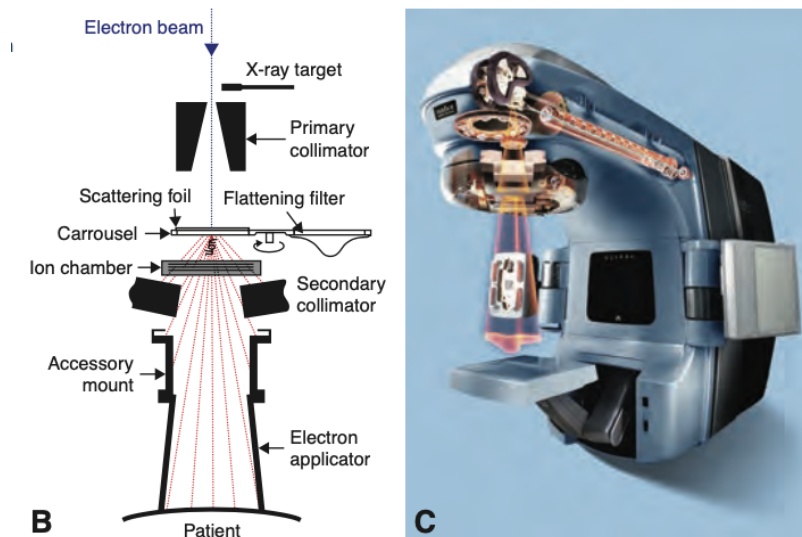 Electron beam
X-ray target
Primary
collimator
Scattering foil
Flattening filter
Carrousel
Ion chamber
Secondary
collimator
Accessory
mount
Electron
applicator
B
Patient
C